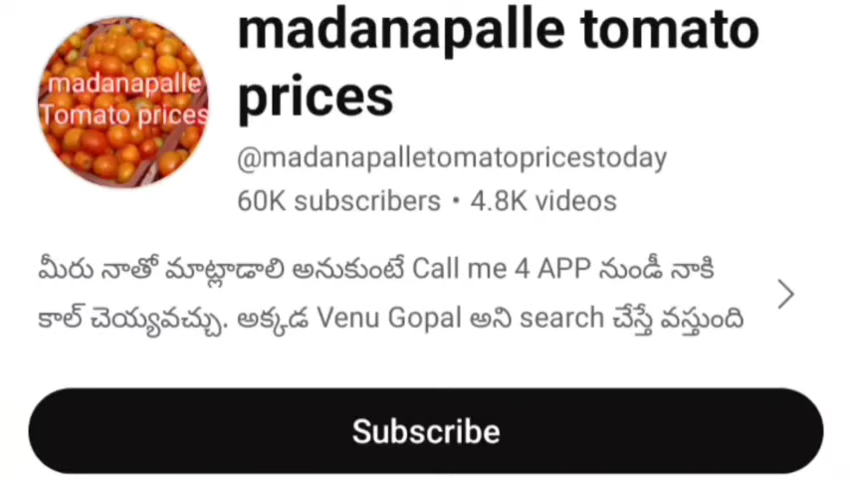 madanapalle tomato
prices
madanapalle
Tomato prices
@madanapalletomatopricestoday
60K subscribers • 4.8K videos
మీరు నాతో మాట్లాడాలి అనుకుంటే Call me 4 APP నుండీ నాకి
కాల్ చెయ్యవచ్చు. అక్కడ Venu Gopal అని search చేస్తే వస్తుంది
Subscribe